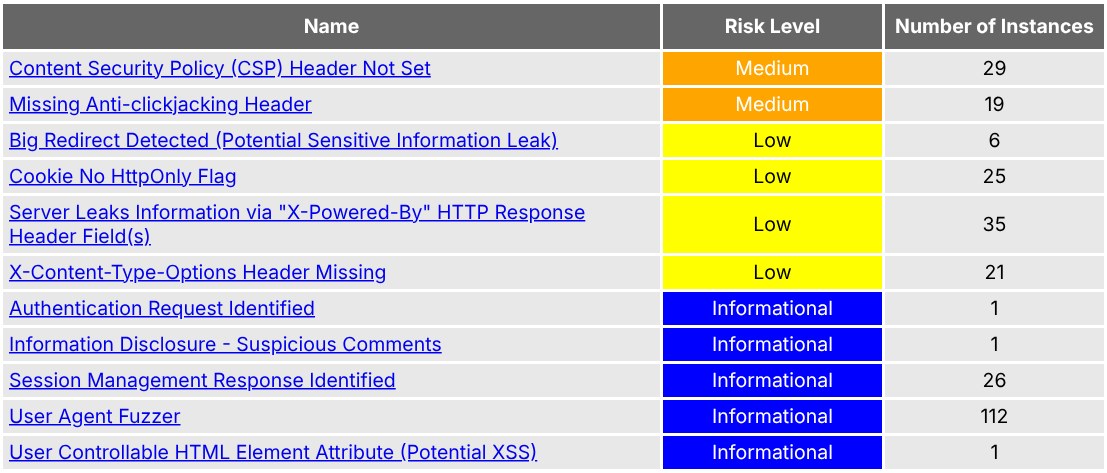 Name Risk Level Number of Instances
Content Security Policy (CSP) Header Not Set Medium 29
Missing Anti-clickjacking Header Medium 19
Big Redirect Detected (Potential Sensitive Information Leak) Low 6
Cookie No HttpOnly Flag Low 25
Server Leaks Information via "X-Powered-By" HTTP Response
Header Field(s) Low 35
X-Content-Type-Options Header Missing Low 21
Authentication Request Identified Informational 1
Information Disclosure - Suspicious Comments Informational 1
Session Management Response Identified Informational 26
User Agent Fuzzer Informational 112
User Controllable HTML Element Attribute (Potential XSS) Informational 1